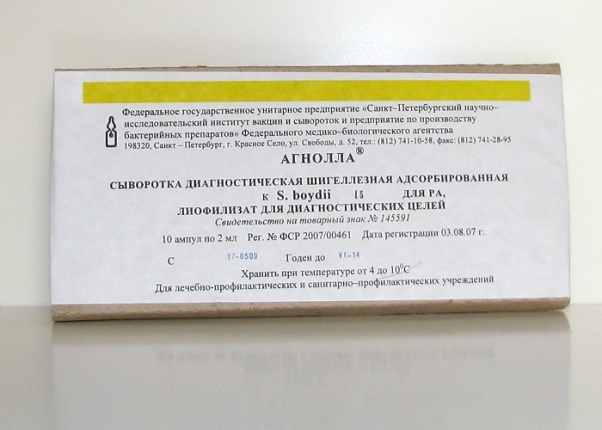 Федеральное государственное унитарное предприятие «Санкт–Петербургский научно–
исследовательский институт вакцин и сывороток и предприятие по производству
бактерийных препаратов» Федерального медико–биологического агентства
198320, Санкт – Петербург, г. Красное Село, ул. Свободы, д. 52, тел.: (812) 741-10-58, факс: (812) 741-28-95
АГНОЛЛА®
СЫВОРОТКА ДИАГНОСТИЧЕСКАЯ ШИГЕЛЛЕЗНАЯ АДСОРБИРОВАННАЯ
к S. boydii 15 ДЛЯ РА,
ЛИОФИЛИЗАТ ДЛЯ ДИАГНОСТИЧЕСКИХ ЦЕЛЕЙ
Свидетельство на товарный знак № 145591
10 ампул по 2 мл Рег. № ФСР 2007/00461 Дата регистрации 03.08.07 г.
С 17-0509 Годен до VI-14
Хранить при температуре от 4 до 10⁰С
Для лечебно-профилактических и санитарно–профилактических учреждений